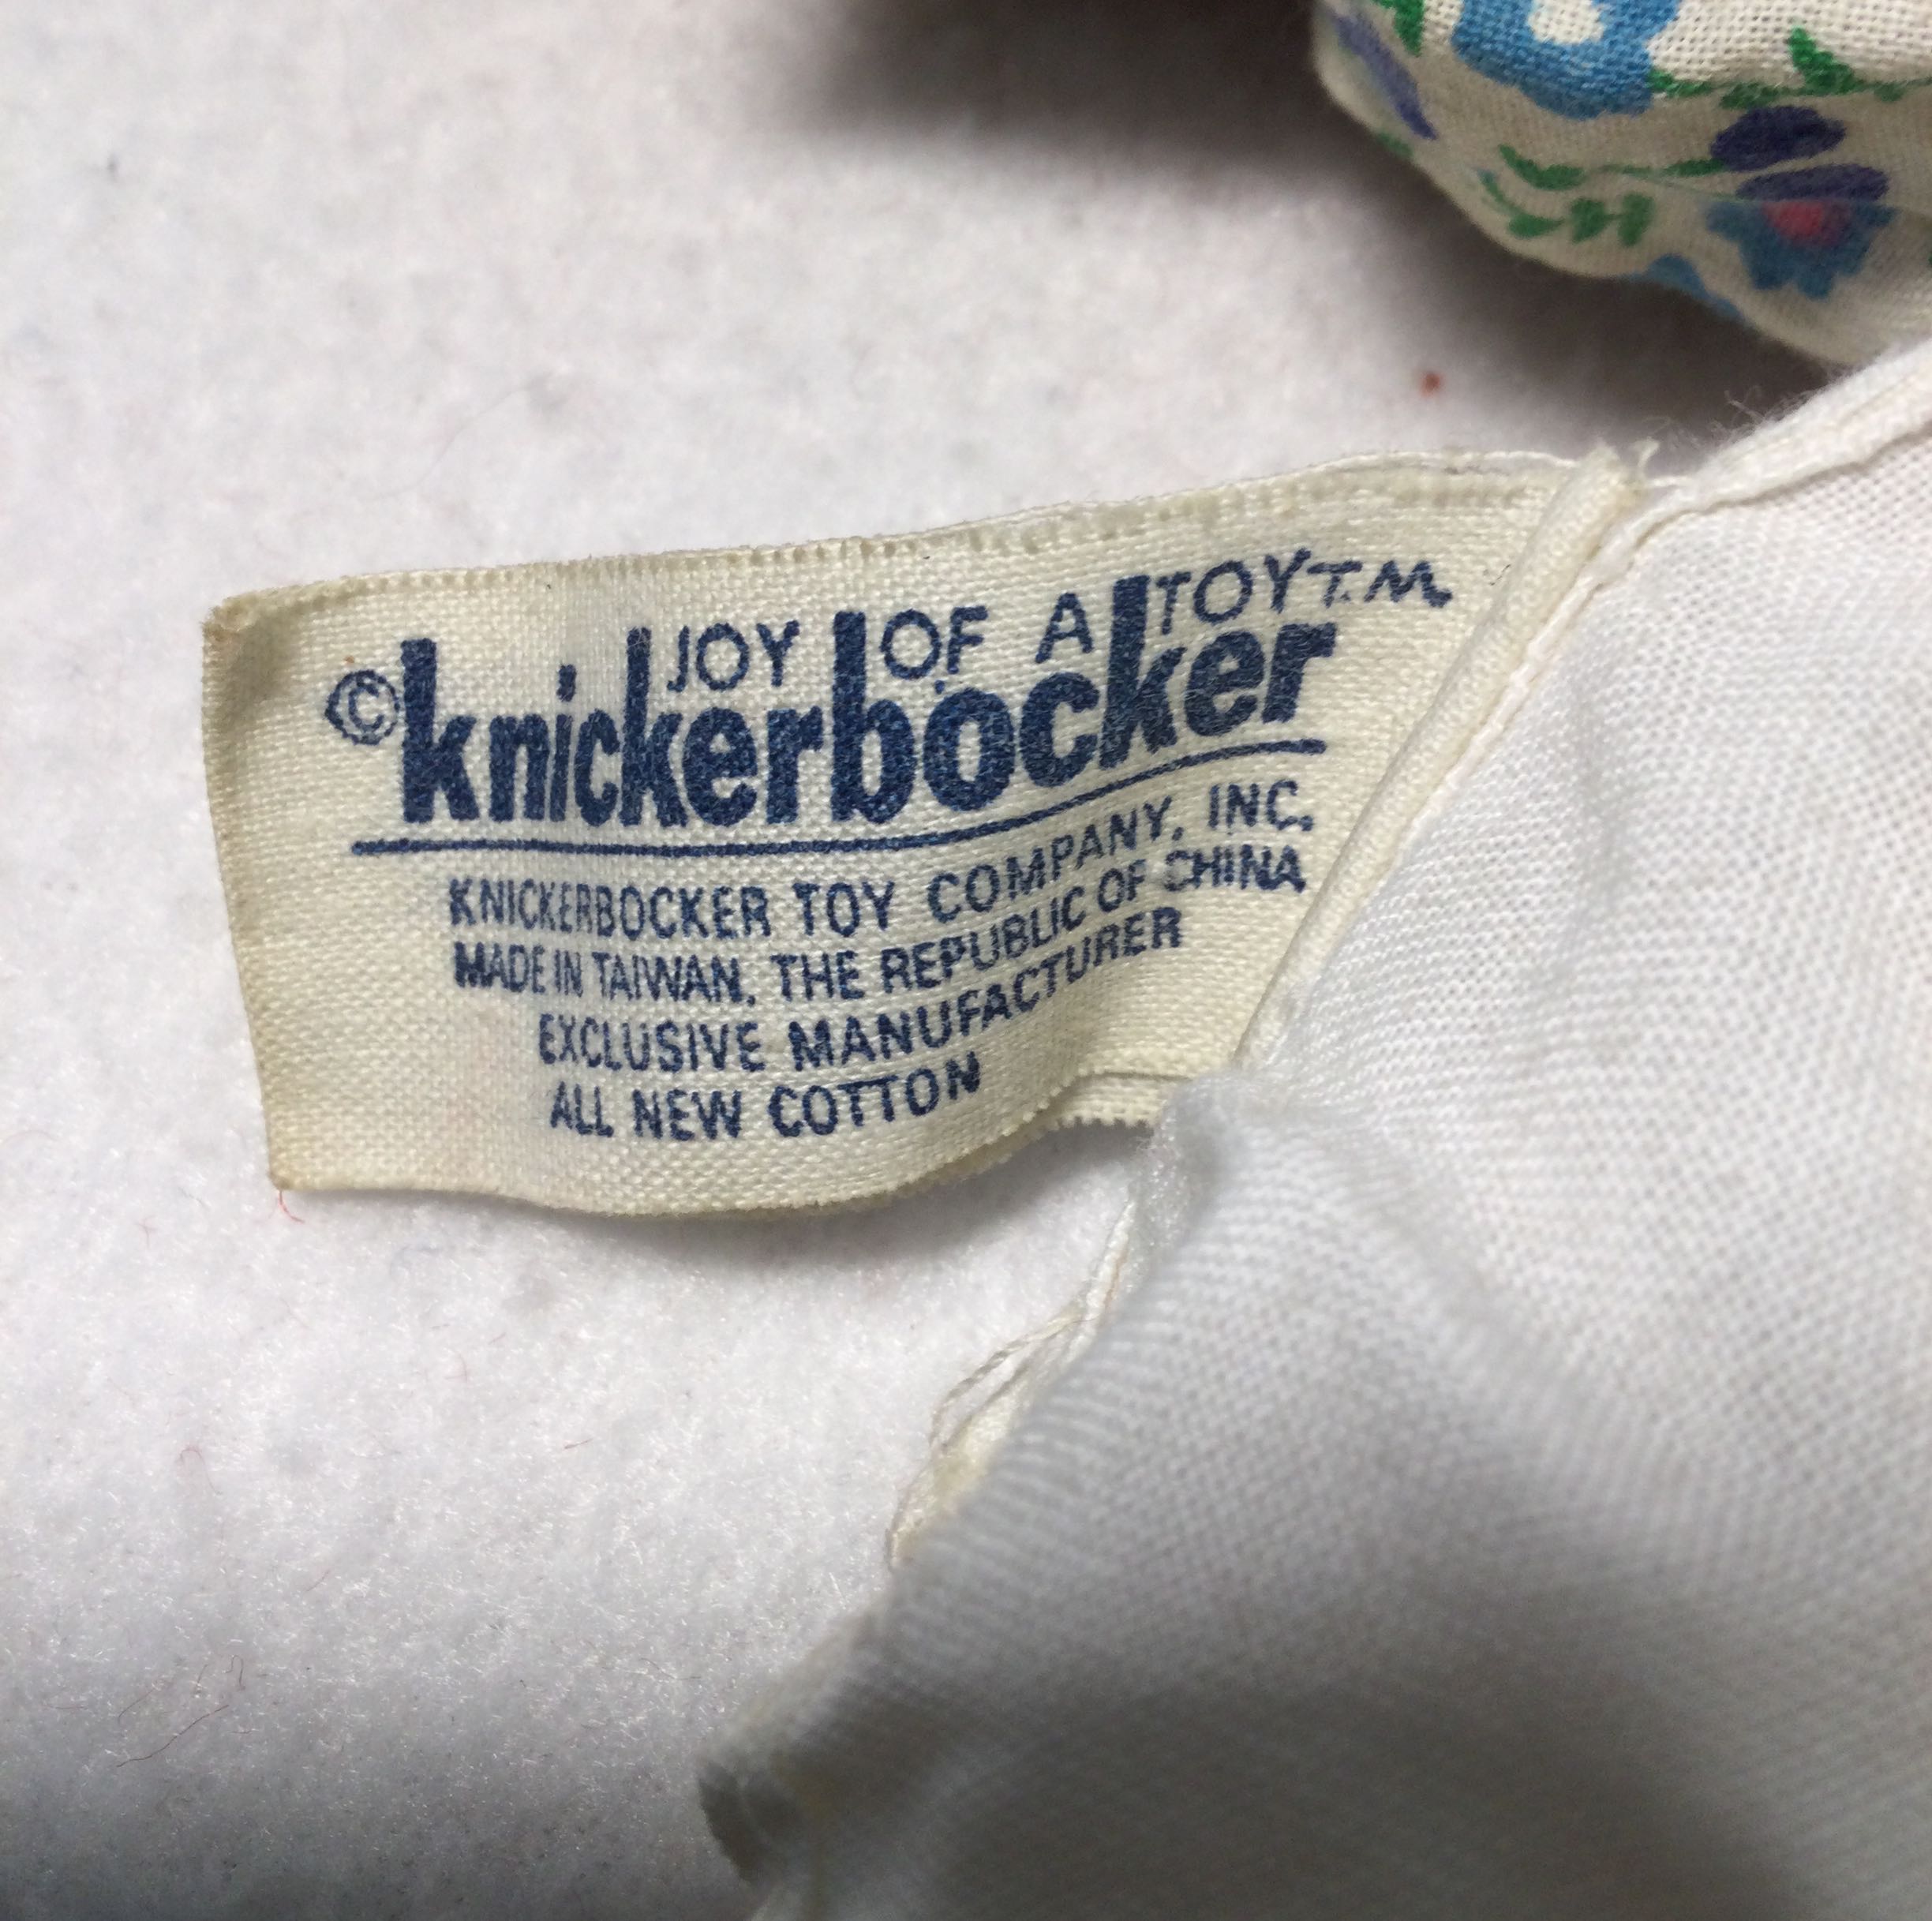 JOY OF A TOY T.M.
© knickerbocker
KNICKERBOCKER TOY COMPANY, INC.
MADE IN TAIWAN, THE REPUBLIC OF CHINA
EXCLUSIVE MANUFACTURER
ALL NEW COTTON